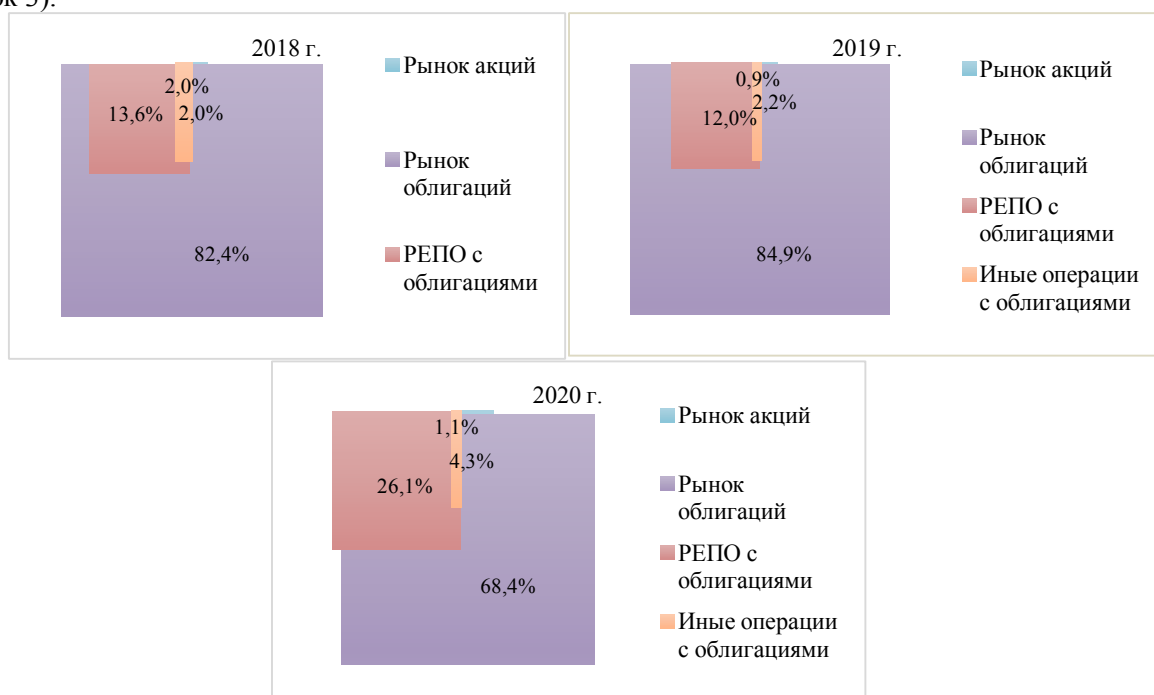 ок 5).
2018 г.
2,0%
13,6%
2,0%
82,4%
Рынок акций
Рынок
облигаций
РЕПО с
облигациями
2019 г.
0,9%
2,2%
12,0%
84,9%
Рынок акций
Рынок
облигаций
РЕПО с
облигациями
Иные операции
с облигациями
2020 г.
1,1%
4,3%
26,1%
68,4%
Рынок акций
Рынок
облигаций
РЕПО с
облигациями
Иные операции
с облигациями